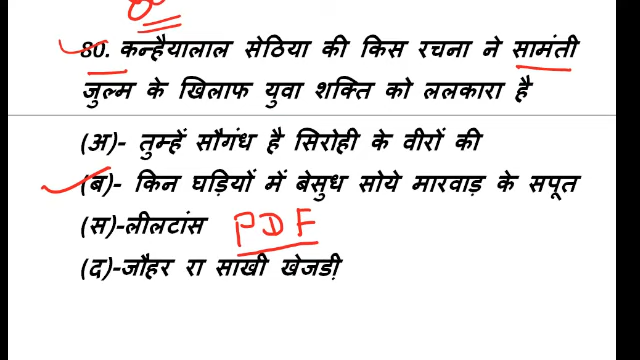 80. कन्हैयालाल सेठिया की किस रचना ने सामंती
जुल्म के खिलाफ युवा शक्ति को ललकारा है
(अ)- तुम्हें सौगंध है सिरोही के वीरों की
(ब)- किन घड़ियों में बेसुध सोये मारवाड़ के सपूत
(स)-लीलटांस PDF
(द)-जौहर रा साखी खेजडी़